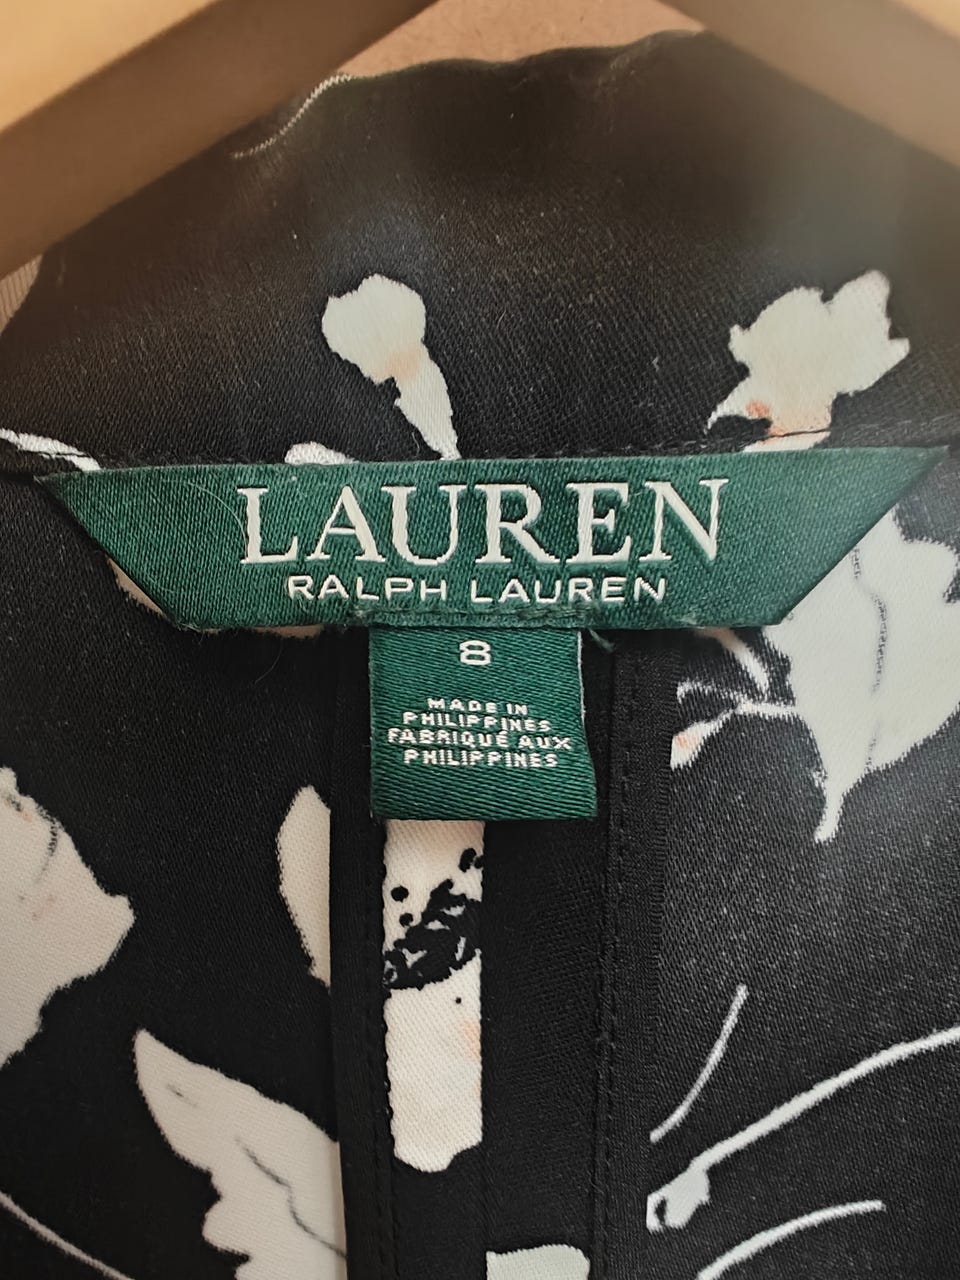 LAUREN
RALPH LAUREN
8
MADE IN
PHILIPPINES
FABRIQUÉ AUX
PHILIPPINES